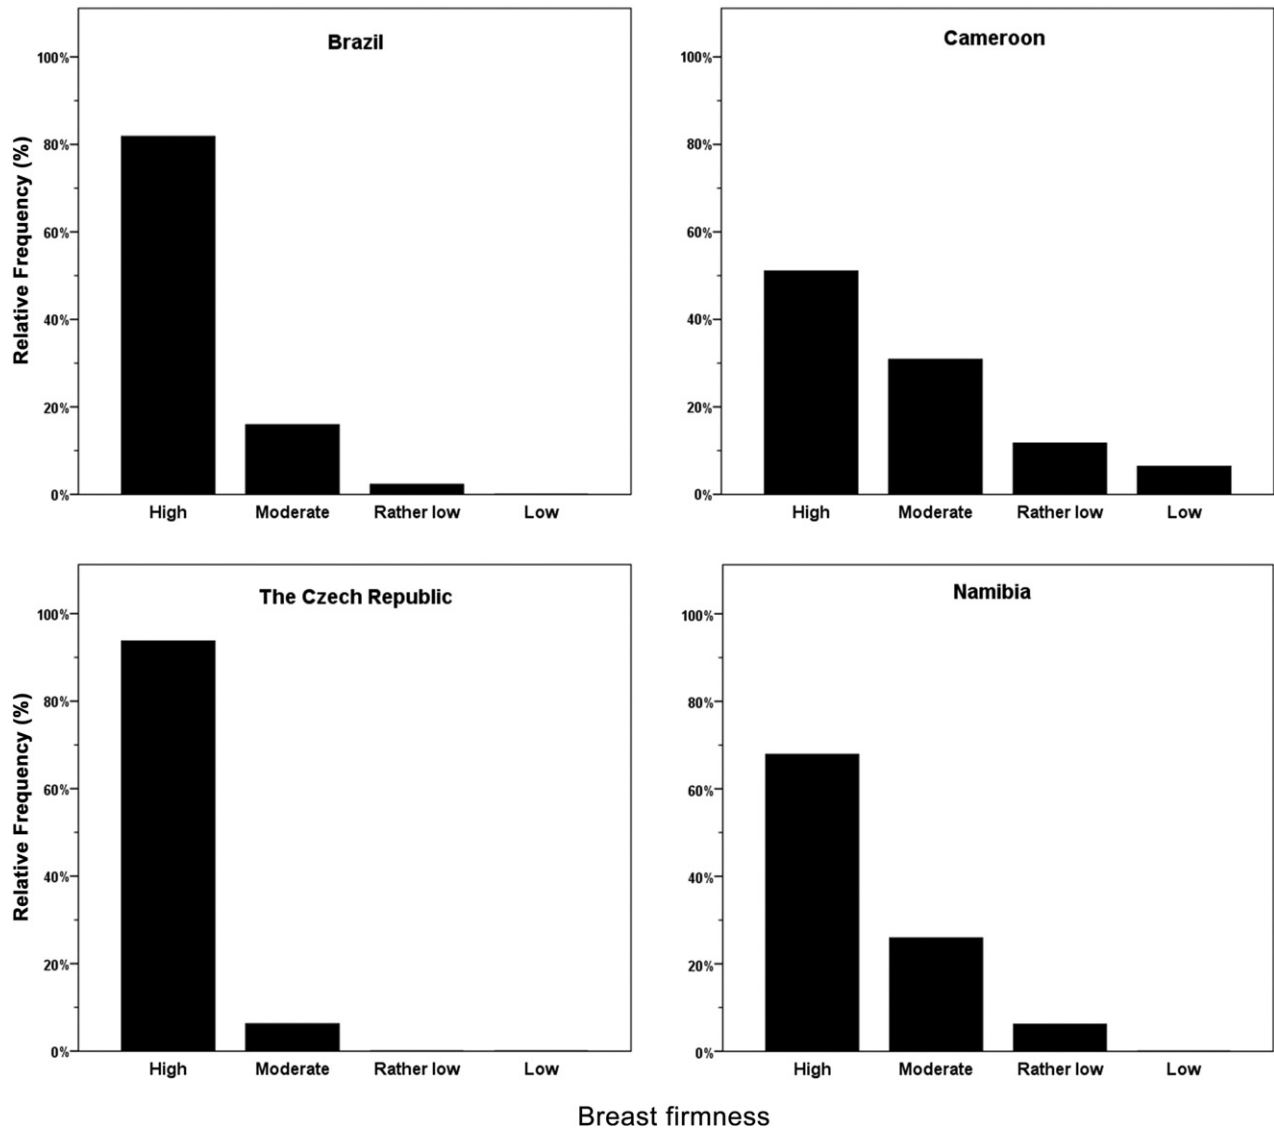 Brazil
Relative Frequency (%)
100%
80%
60%
40%
20%
0%
High Moderate Rather low Low
Cameroon
100%
80%
60%
40%
20%
0%
High Moderate Rather low Low
The Czech Republic
Relative Frequency (%)
100%
80%
60%
40%
20%
0%
High Moderate Rather low Low
Namibia
100%
80%
60%
40%
20%
0%
High Moderate Rather low Low
Breast firmness